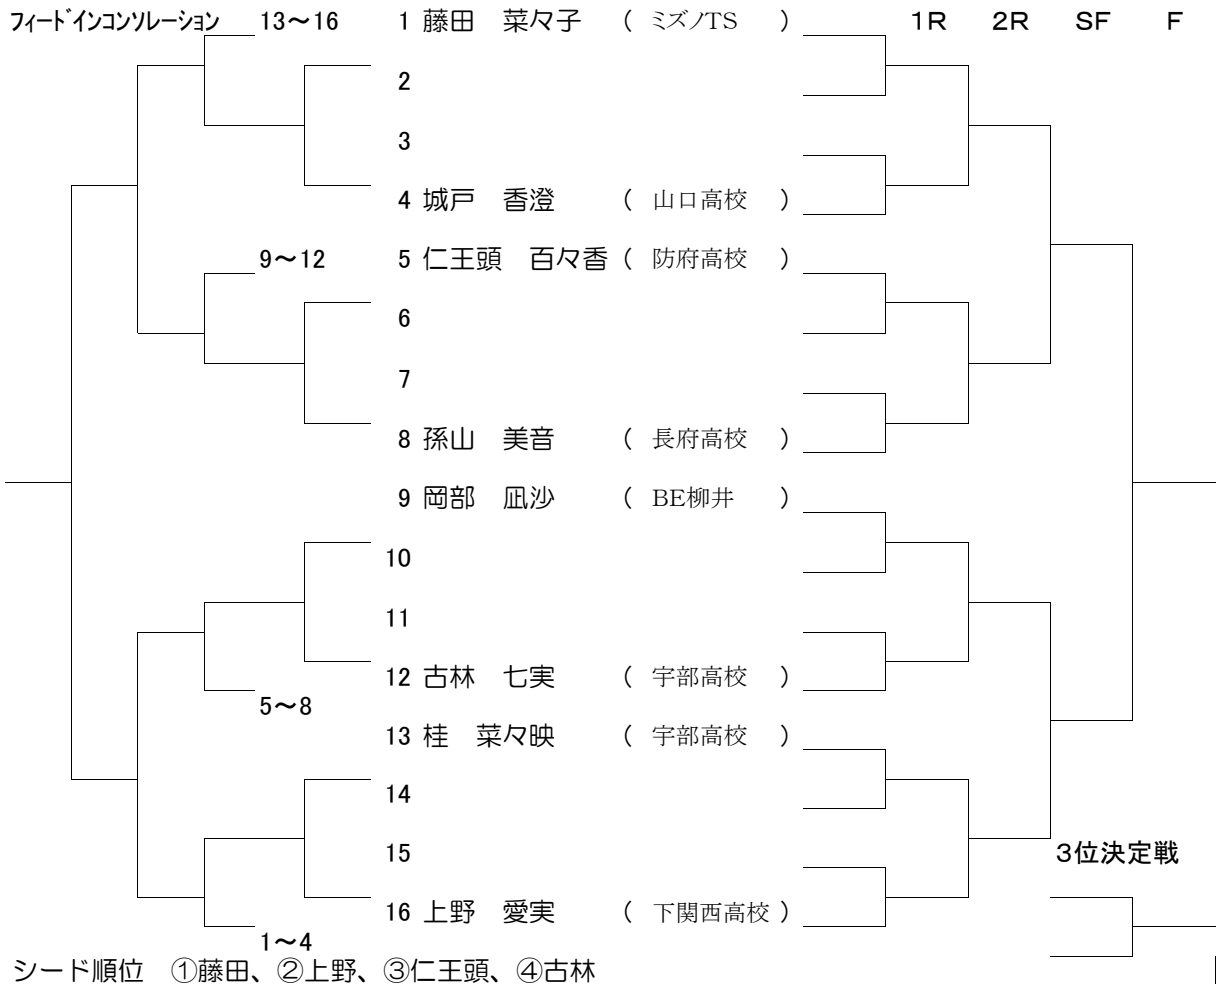 フィードインコンソレーション 13～16 1 藤田 菜々子 ( ミズノTS ) 1R 2R SF F
2
3
4 城戸 香澄 ( 山口高校 )
9～12 5 仁王頭 百々香 ( 防府高校 )
6
7
8 孫山 美音 ( 長府高校 )
9 岡部 凪沙 ( BE柳井 )
10
11
12 古林 七実 ( 宇部高校 )
5～8
13 桂 菜々映 ( 宇部高校 )
14
15 3位決定戦
16 上野 愛実 ( 下関西高校 )
1～4
シード順位 ①藤田、②上野、③仁王頭、④古林